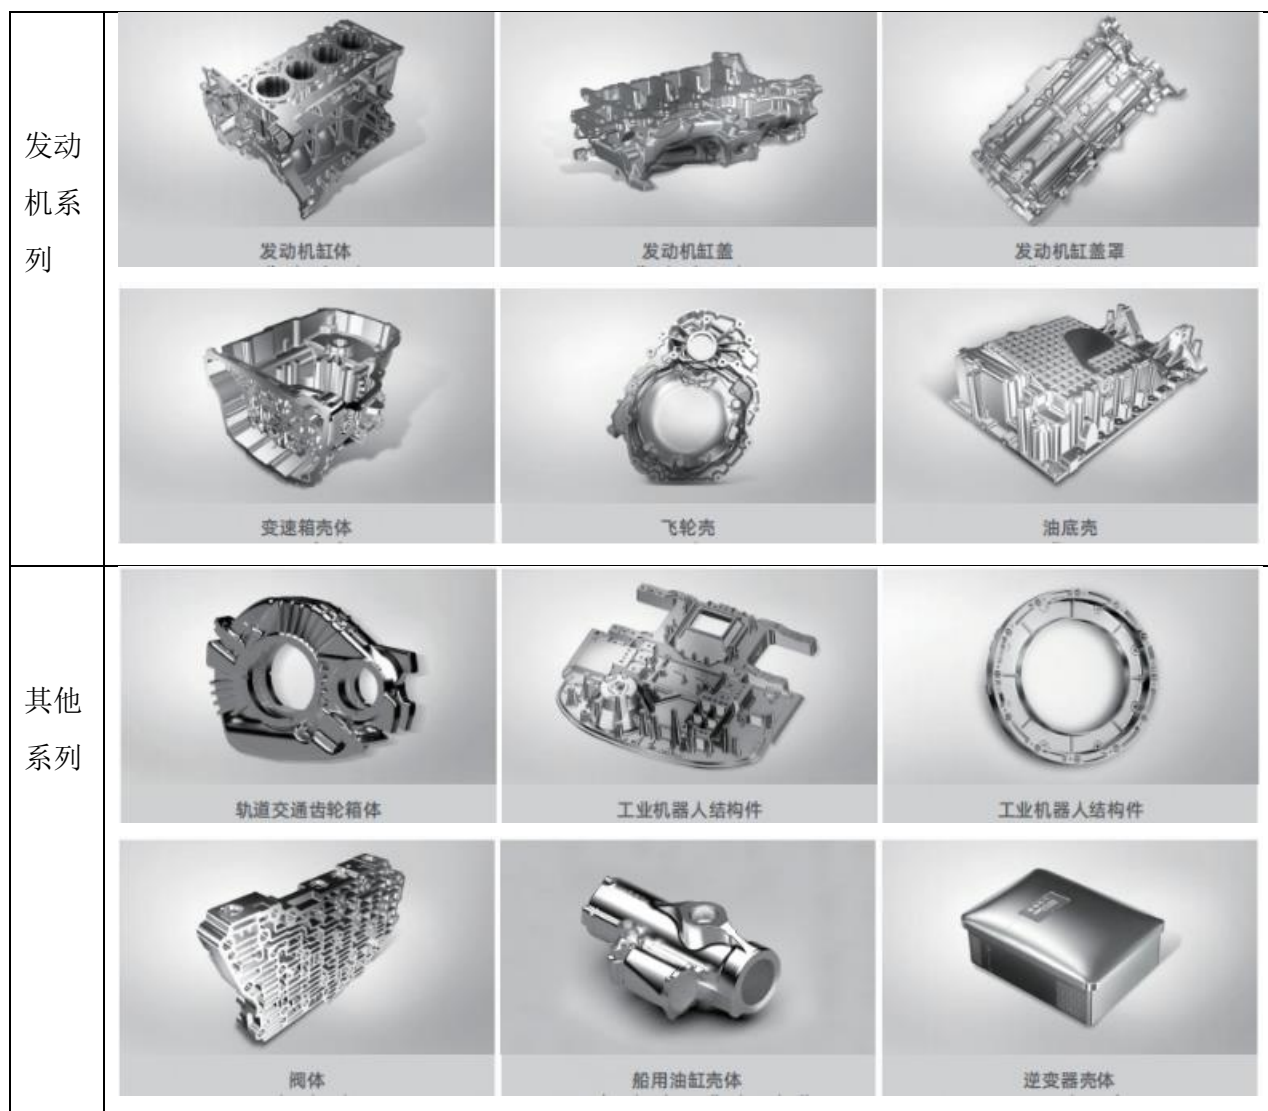 发动
机系
列
发动机缸体
发动机缸盖
发动机缸盖罩
变速箱壳体
飞轮壳
油底壳
其他
系列
轨道交通齿轮箱体
工业机器人结构件
工业机器人结构件
阀体
船用油缸壳体
逆变器壳体